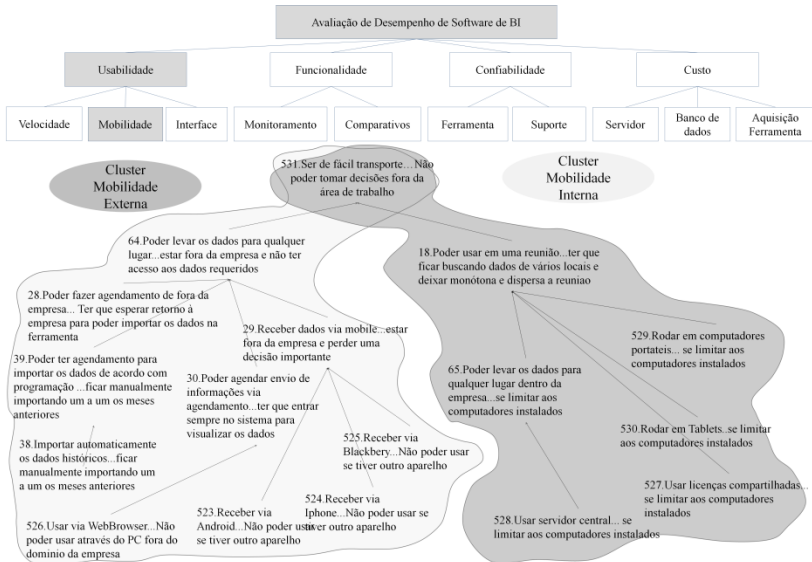 Avaliação de Desempenho de Software de BI
Usabilidade
Funcionalidade
Confiabilidade
Custo
Velocidade
Mobilidade
Interface
Monitoramento
Comparativos
Ferramenta
Suporte
Servidor
Banco de
dados
Aquisição
Ferramenta
Cluster
Mobilidade
Externa
531.Ser de fácil transporte....Não
poder tomar decisões fora da
área de trabalho
Cluster
Mobilidade
Interna
64.Poder levar os dados para qualquer
lugar...estar fora da empresa e não ter
acesso aos dados requeridos
18.Poder usar em uma reunião...ter que
ficar buscando dados de vários locais e
deixar monótona e dispersa a reuniao
28.Poder fazer agendamento de fora da
empresa... Ter que esperar retorno à
empresa para poder importar os dados na
ferramenta
29.Receber dados via mobile...estar
fora da empresa e perder uma
decisão importante
529.Rodar em computadores
portateis... se limitar aos
computadores instalados
39.Poder ter agendamento para
importar os dados de acordo com
programação ...ficar manualmente
importando um a um os meses
anteriores
30.Poder agendar envio de
informações via
agendamento...ter que entrar
sempre no sistema para
visualizar os dados
65.Poder levar os dados para
qualquer lugar dentro da
empresa...se limitar aos
computadores instalados
530.Rodar em Tablets..se limitar
aos computadores instalados
38.Importar automaticamente
os dados históricos...ficar
manualmente importando um
a um os meses anteriores
525.Receber via
Blackbery...Não poder usar
se tiver outro aparelho
527.Usar licenças compartilhadas...
se limitar aos computadores
instalados
526.Usar via WebBrowser...Não
poder usar através do PC fora do
dominio da empresa
523.Receber via
Android...Não poder usar
se tiver outro aparelho
524.Receber via
Iphone...Não poder usar se
tiver outro aparelho
528.Usar servidor central... se
limitar aos computadores instalados